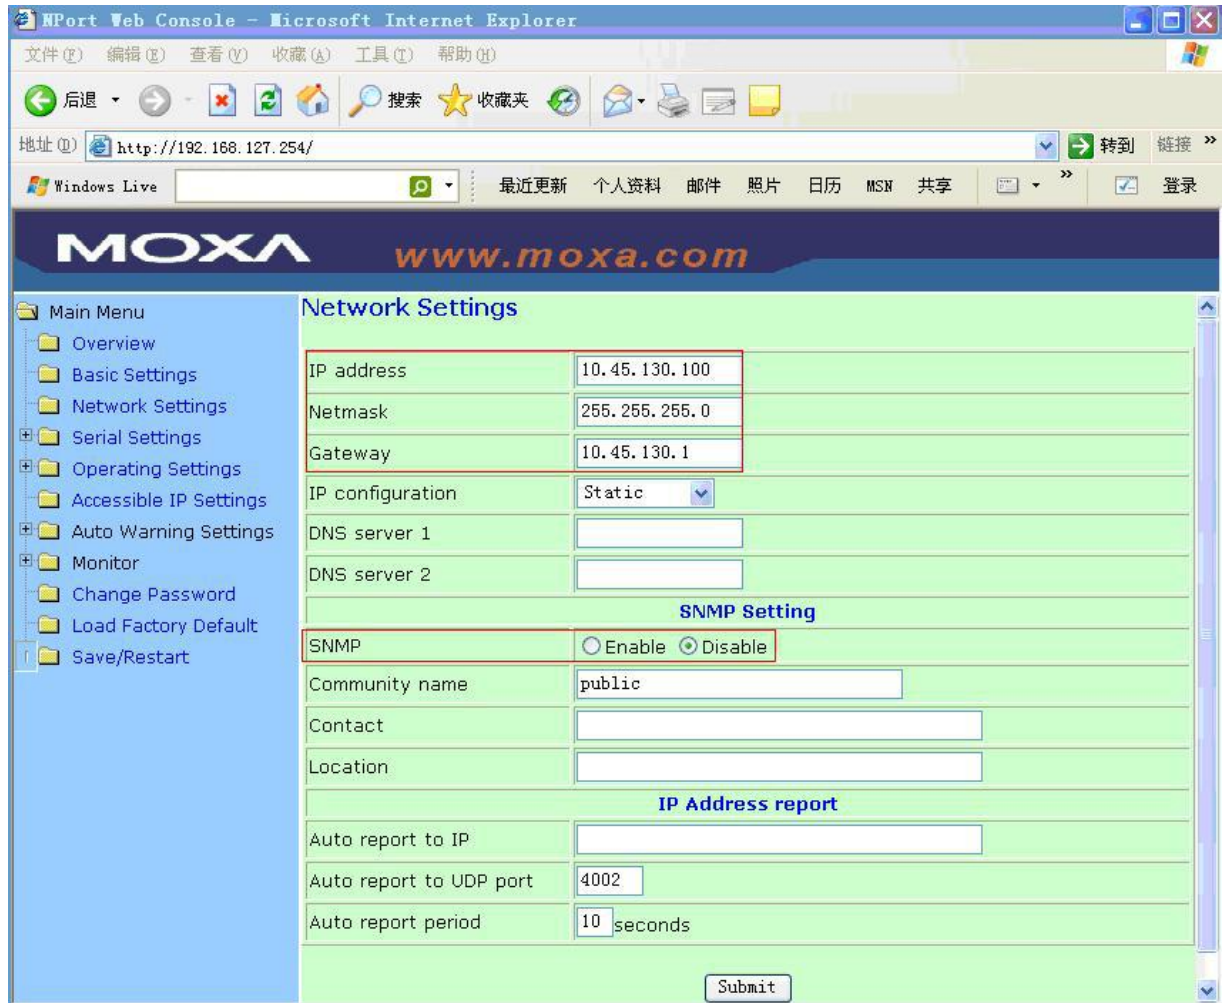 NPort Web Console - Microsoft Internet Explorer
文件(F) 编辑(E) 查看(V) 收藏(A) 工具(T) 帮助(H)
后退 搜索 收藏夹
地址(D) http://192.168.127.254/ 转到 链接 »
Windows Live 最近更新 个人资料 邮件 照片 日历 MSN 共享 » 登录
MOXA www.moxa.com
Main Menu
Overview
Basic Settings
Network Settings
Serial Settings
Operating Settings
Accessible IP Settings
Auto Warning Settings
Monitor
Change Password
Load Factory Default
Save/Restart
Network Settings
IP address 10.45.130.100
Netmask 255.255.255.0
Gateway 10.45.130.1
IP configuration Static
DNS server 1
DNS server 2
SNMP Setting
SNMP Enable Disable
Community name public
Contact
Location
IP Address report
Auto report to IP
Auto report to UDP port 4002
Auto report period 10 seconds
Submit